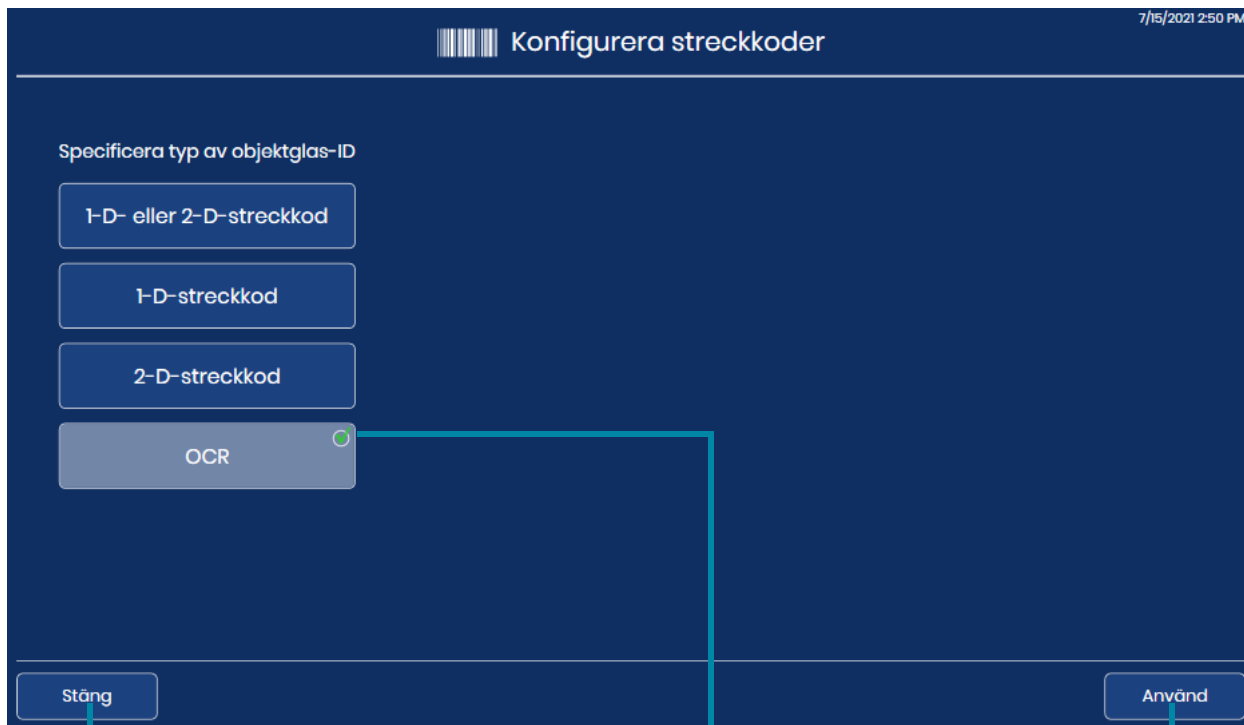 7/15/2021 2:50 PM
Konfigurera streckkoder
Specificera typ av objektglas-ID
1-D- eller 2-D-streckkod
1-D-streckkod
2-D-streckkod
OCR
Stäng
Använd